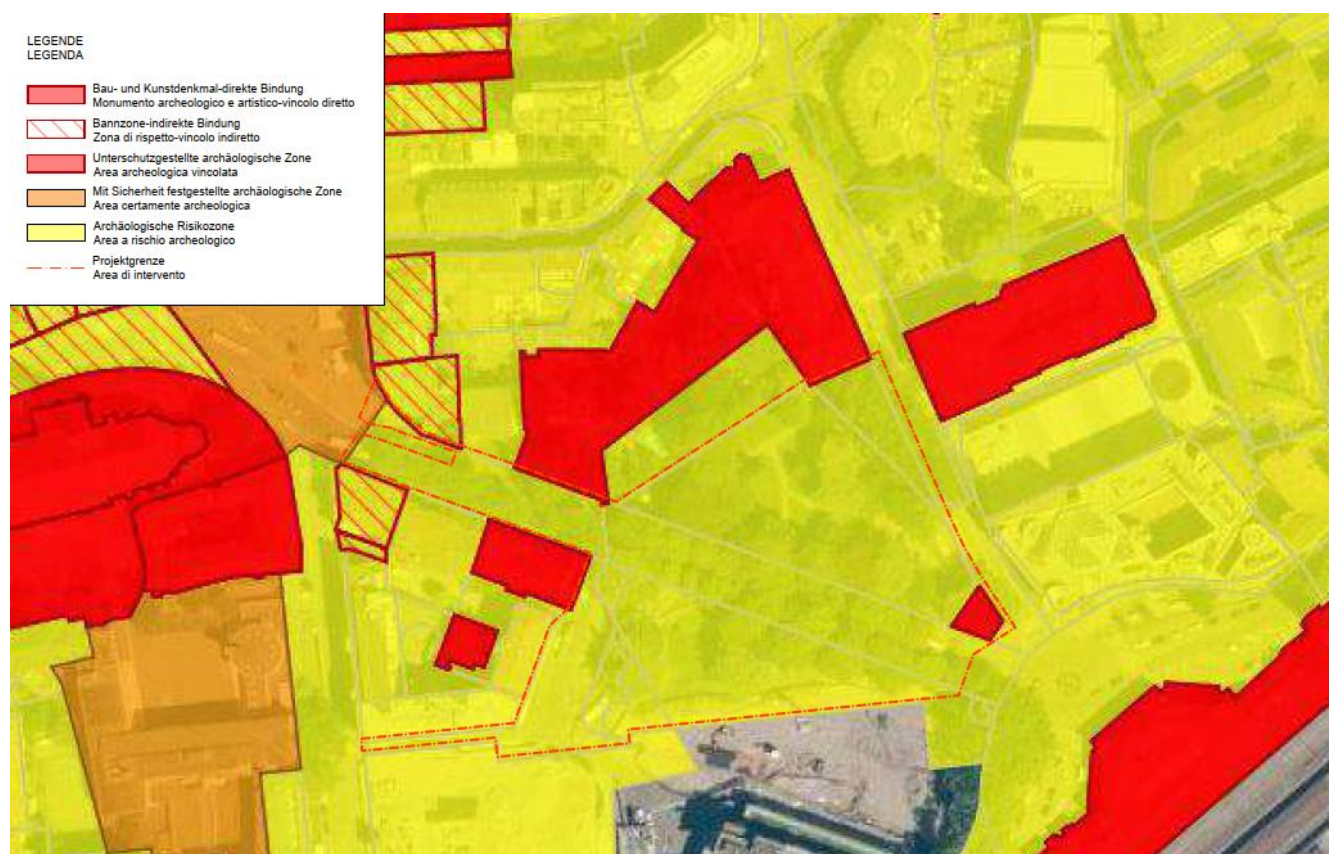 LEGENDE
LEGENDA
Bau- und Kunstdenkmal-direkte Bindung
Monumento archeologico e artistico-vincolo diretto
Bannzone-indirekte Bindung
Zona di rispetto-vincolo indiretto
Unterschutzgestellte archäologische Zone
Area archeologica vincolata
Mit Sicherheit festgestellte archäologische Zone
Area certamente archeologica
Archäologische Risikozone
Area a rischio archeologico
Projektgrenze
Area di intervento